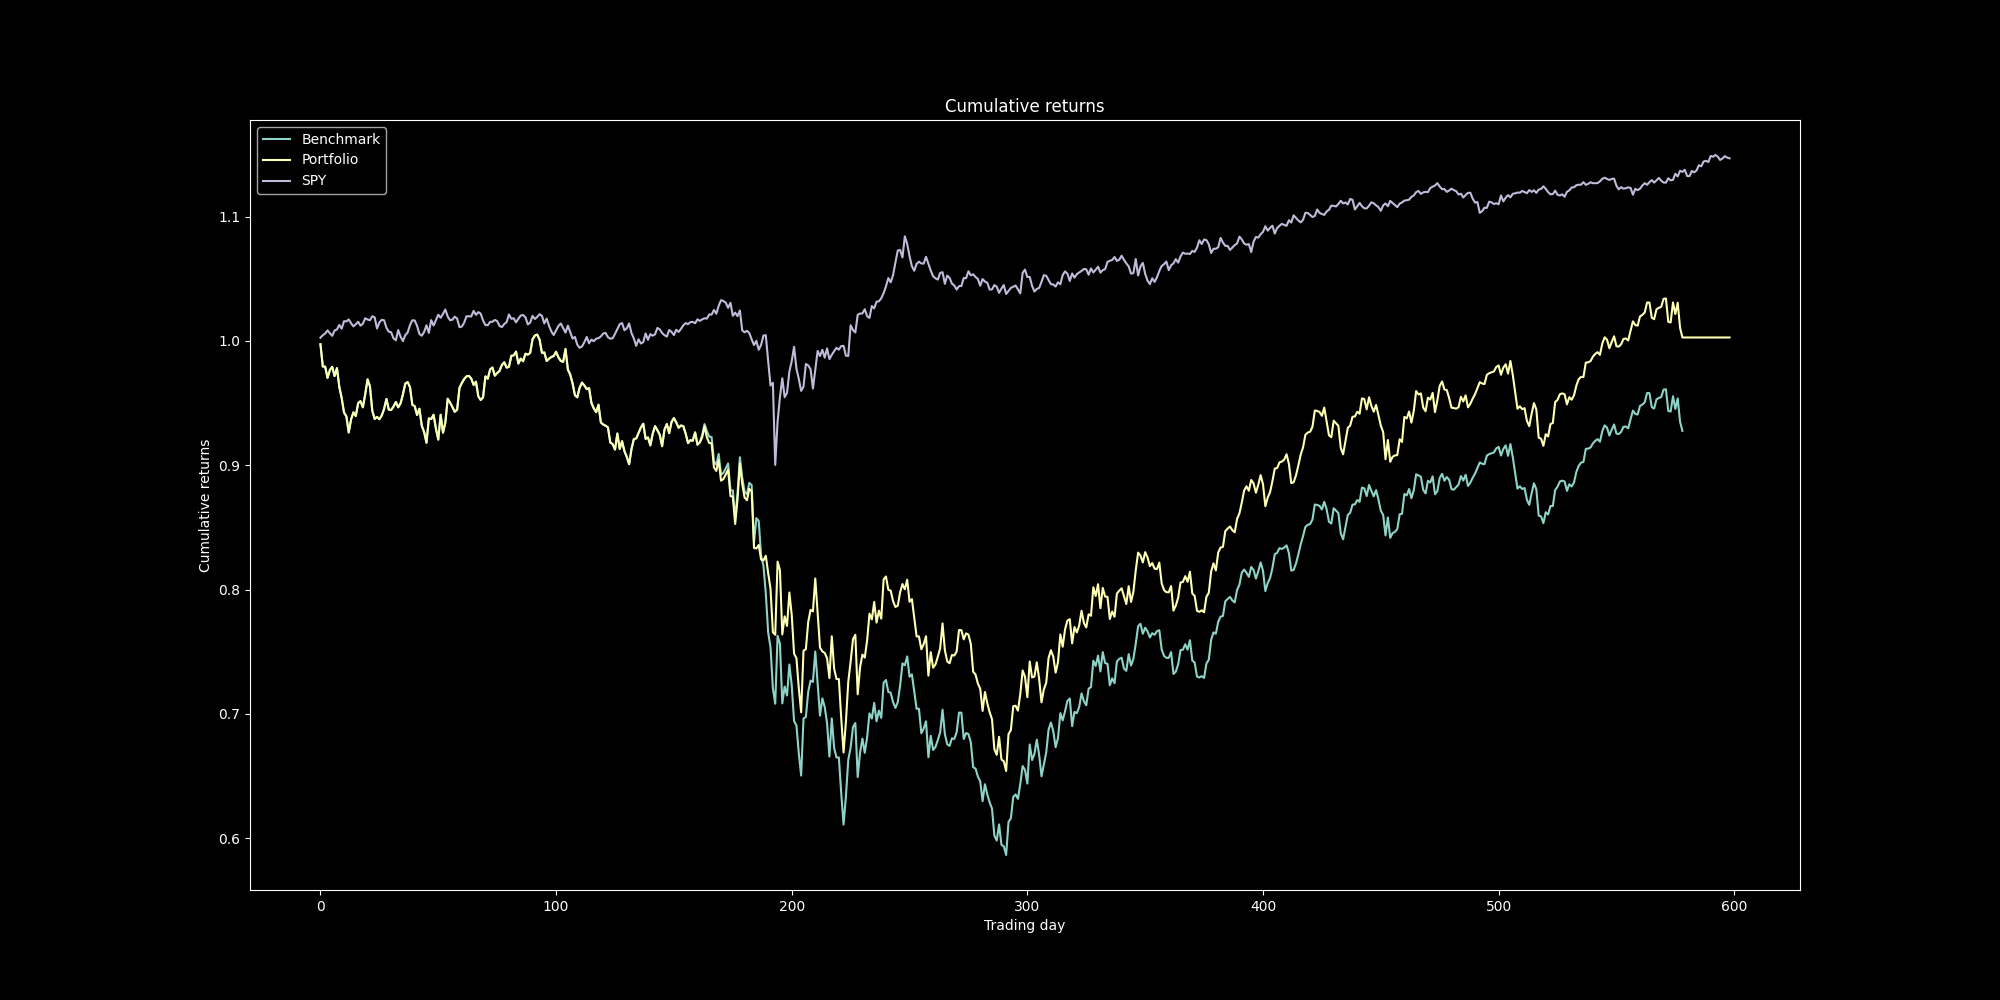 Cumulative returns
Benchmark
Portfolio
SPY
Cumulative returns
1.1
1.0
0.9
0.8
0.7
0.6
0
100
200
300
400
500
600
Trading day